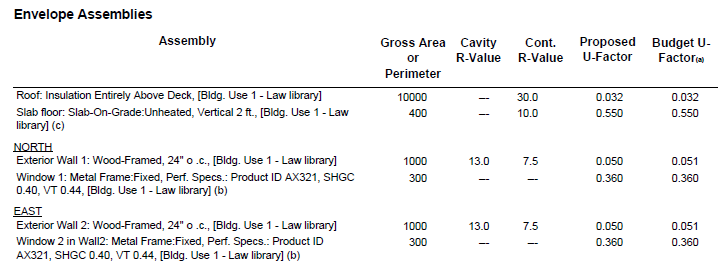 Envelope Assemblies
Assembly Gross Area Cavity Cont. Proposed Budget U-
or R-Value R-Value U-Factor Factor(a)
Perimeter
Roof: Insulation Entirely Above Deck, [Bldg. Use 1 - Law library] 10000 --- 30.0 0.032 0.032
Slab floor: Slab-On-Grade:Unheated, Vertical 2 ft., [Bldg. Use 1 - Law 400 --- 10.0 0.550 0.550
library] (c)
NORTH
Exterior Wall 1: Wood-Framed, 24" o .c., [Bldg. Use 1 - Law library] 1000 13.0 7.5 0.050 0.051
Window 1: Metal Frame:Fixed, Perf. Specs.: Product ID AX321, SHGC 300 --- --- 0.360 0.360
0.40, VT 0.44, [Bldg. Use 1 - Law library] (b)
EAST
Exterior Wall 2: Wood-Framed, 24" o .c., [Bldg. Use 1 - Law library] 1000 13.0 7.5 0.050 0.051
Window 2 in Wall2: Metal Frame:Fixed, Perf. Specs.: Product ID 300 --- --- 0.360 0.360
AX321, SHGC 0.40, VT 0.44, [Bldg. Use 1 - Law library] (b)